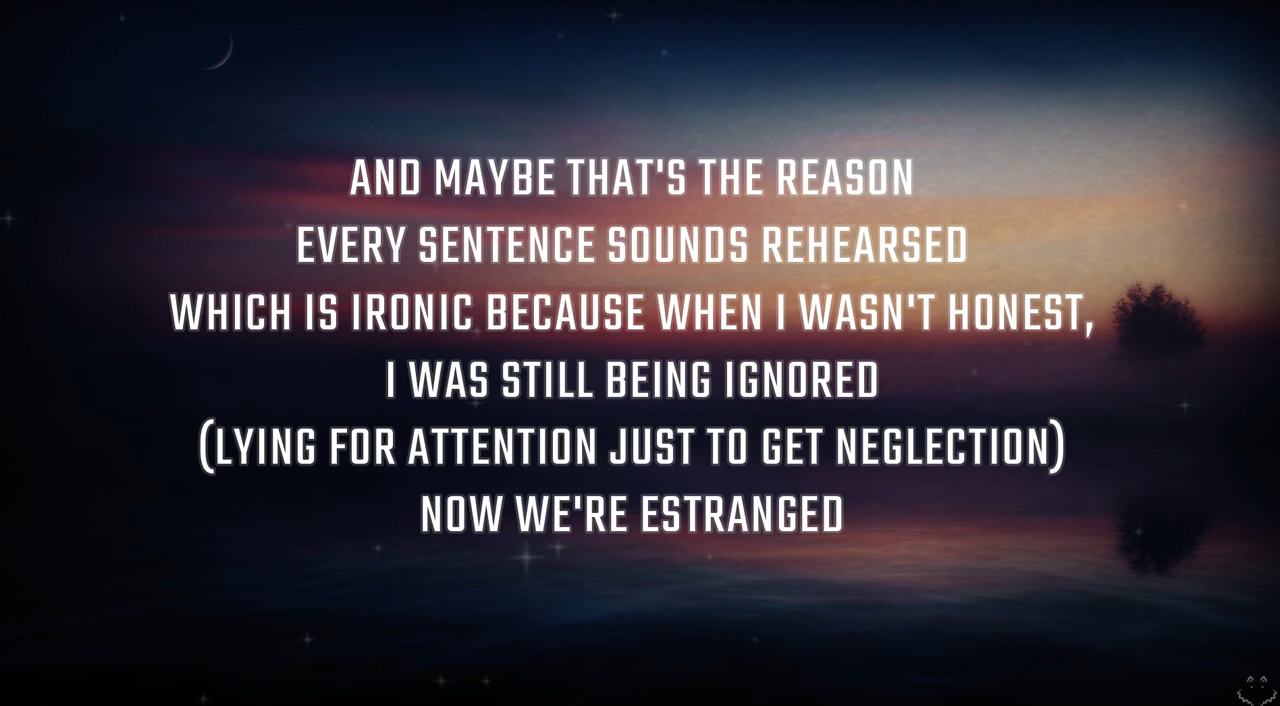 AND MAYBE THAT'S THE REASON
EVERY SENTENCE SOUNDS REHEARSED
WHICH IS IRONIC BECAUSE WHEN I WASN'T HONEST,
I WAS STILL BEING IGNORED
(LYING FOR ATTENTION JUST TO GET NEGLECTION)
NOW WE'RE ESTRANGED